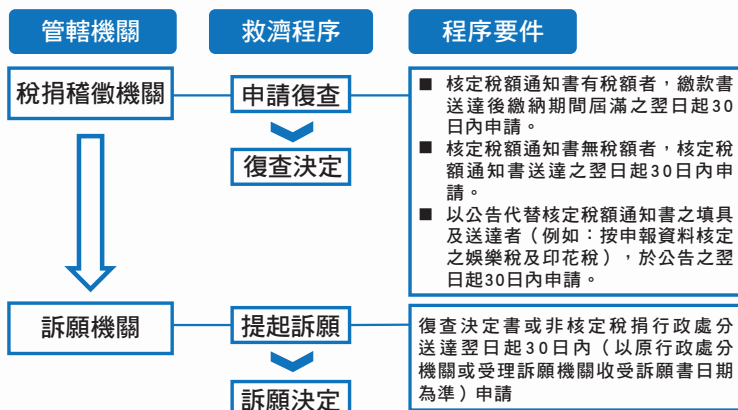 管轄機關
救濟程序
程序要件
稅捐稽徵機關
申請復查
復查決定
■ 核定稅額通知書有稅額者，繳款書
送達後繳納期間屆滿之翌日起30
日內申請。
■ 核定稅額通知書無稅額者，核定稅
額通知書送達之翌日起30日內申
請。
■ 以公告代替核定稅額通知書之填具
及送達者（例如：按申報資料核定
之娛樂稅及印花稅），於公告之翌
日起30日內申請。
訴願機關
提起訴願
訴願決定
復查決定書或非核定稅捐行政處分
送達翌日起30日內（以原行政處分
機關或受理訴願機關收受訴願書日期
為準）申請